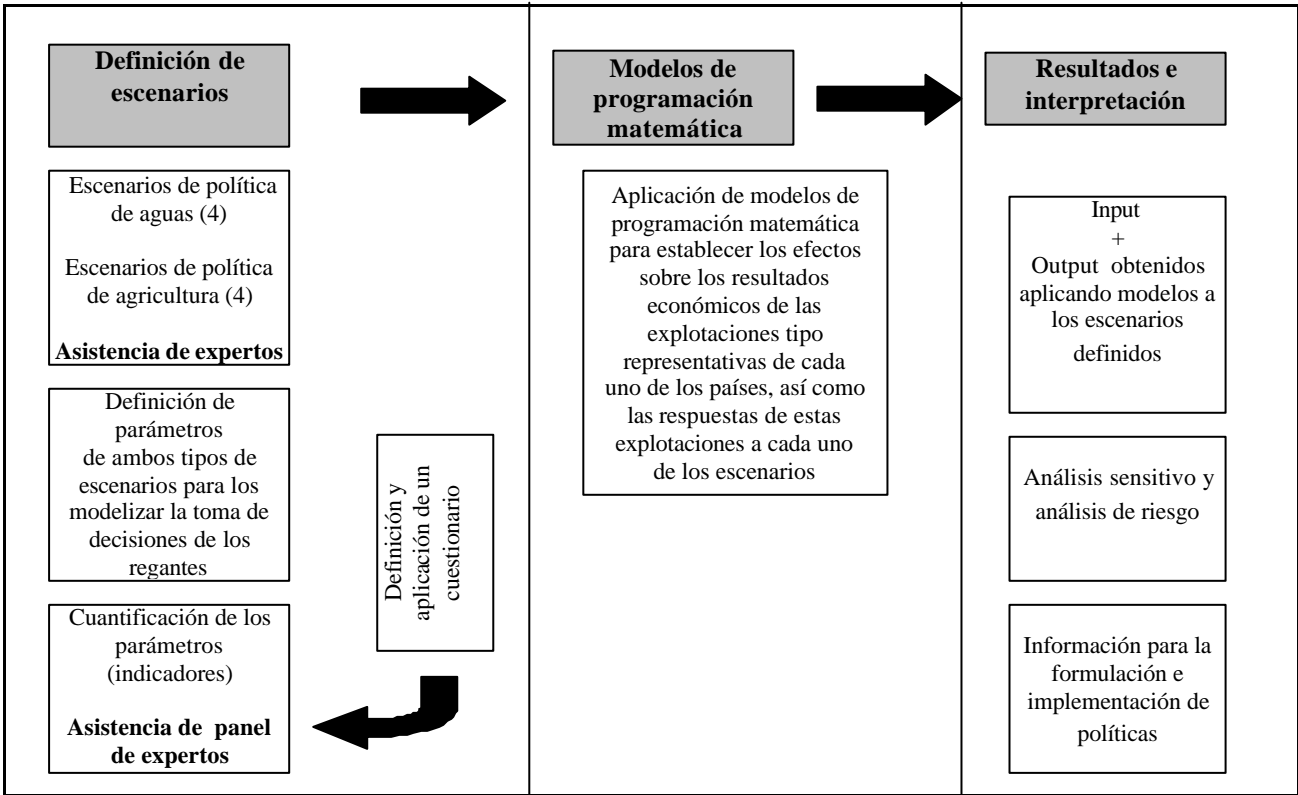 Definición de
escenarios
Escenarios de política
de aguas (4)
Escenarios de política
de agricultura (4)
Asistencia de expertos
Definición de
parámetros
de ambos tipos de
escenarios para los
modelizar la toma de
decisiones de los
regantes
Cuantificación de los
parámetros
(indicadores)
Asistencia de panel
de expertos
Definición y
aplicación de un
cuestionario
Modelos de
programación
matemática
Aplicación de modelos de
programación matemática
para establecer los efectos
sobre los resultados
económicos de las
explotaciones tipo
representativas de cada
uno de los países, así como
las respuestas de estas
explotaciones a cada uno
de los escenarios
Resultados e
interpretación
Input
+
Output obtenidos
aplicando modelos a
los escenarios
definidos
Análisis sensitivo y
análisis de riesgo
Información para la
formulación e
implementación de
políticas